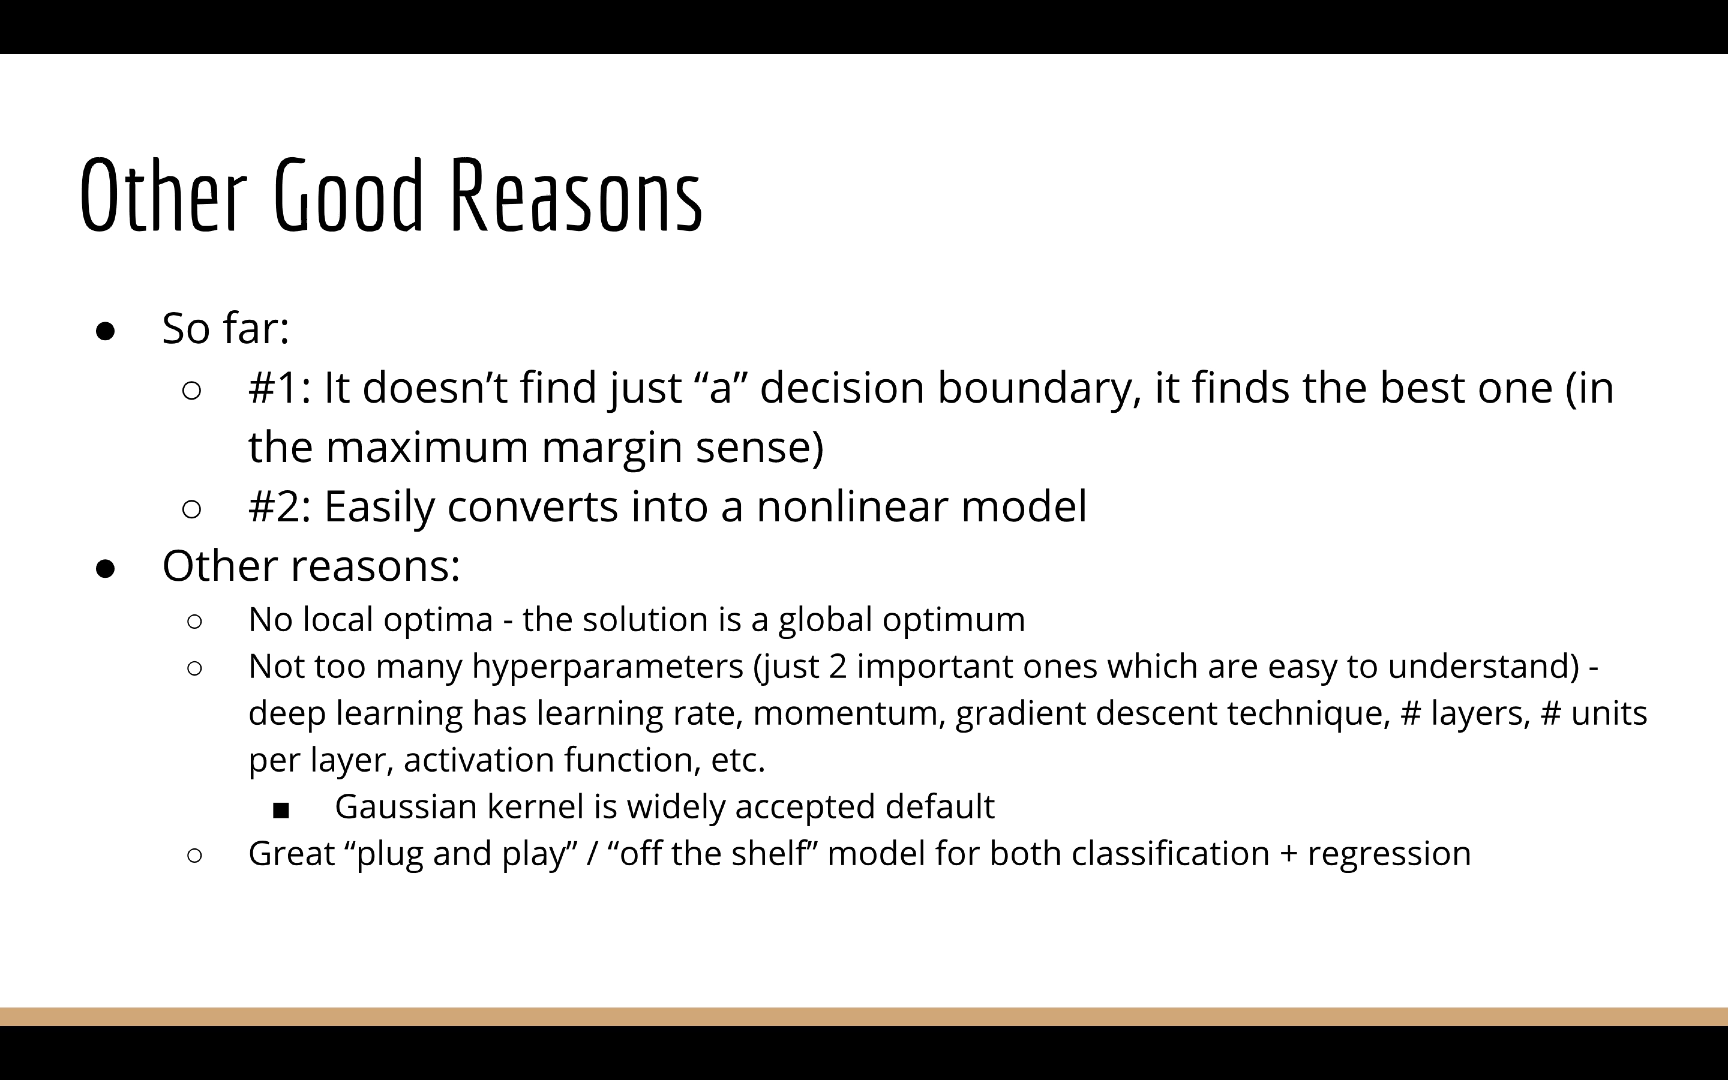 Other Good Reasons
● So far:
○ #1: It doesn’t find just “a” decision boundary, it finds the best one (in
the maximum margin sense)
○ #2: Easily converts into a nonlinear model
● Other reasons:
○ No local optima - the solution is a global optimum
○ Not too many hyperparameters (just 2 important ones which are easy to understand) -
deep learning has learning rate, momentum, gradient descent technique, # layers, # units
per layer, activation function, etc.
■ Gaussian kernel is widely accepted default
○ Great “plug and play” / “off the shelf” model for both classification + regression